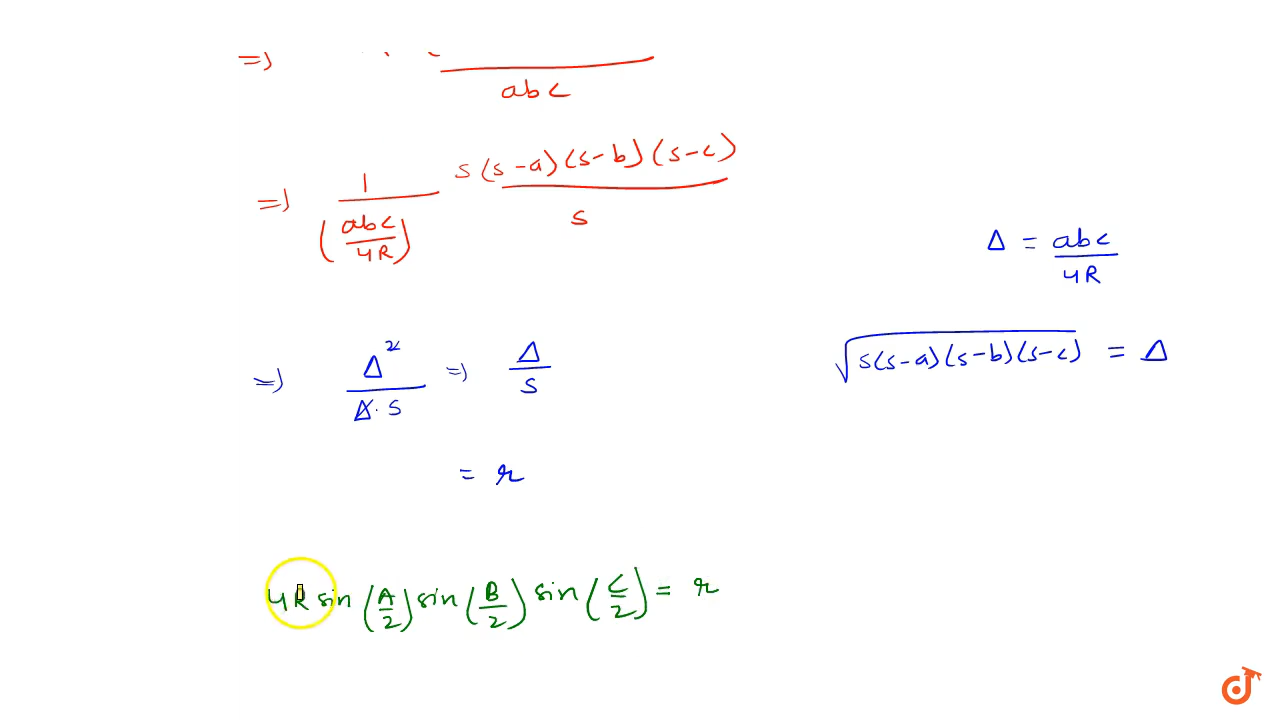 =>
abc
=> 1 / (abc/4R) s(s-a)(s-b)(s-c) / s
Δ = abc / 4R
=> Δ² / Δ·s => Δ / s
√s(s-a)(s-b)(s-c) = Δ
= r
4R sin(A/2) sin(B/2) sin(C/2) = r